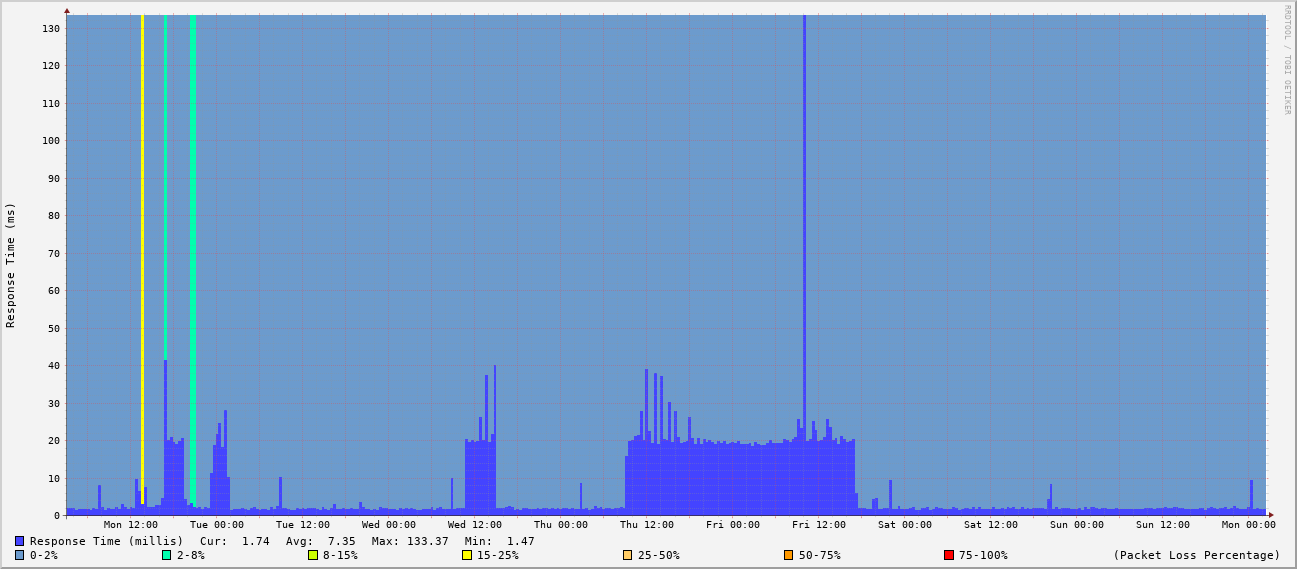 RRDTOOL / TOBI OETIKER
Response Time (ms)
130
120
110
100
90
80
70
60
50
40
30
20
10
0
Mon 12:00 Tue 00:00 Tue 12:00 Wed 00:00 Wed 12:00 Thu 00:00 Thu 12:00 Fri 00:00 Fri 12:00 Sat 00:00 Sat 12:00 Sun 00:00 Sun 12:00 Mon 00:00
Response Time (millis) Cur: 1.74 Avg: 7.35 Max: 133.37 Min: 1.47
0-2% 2-8% 8-15% 15-25% 25-50% 50-75% 75-100% (Packet Loss Percentage)